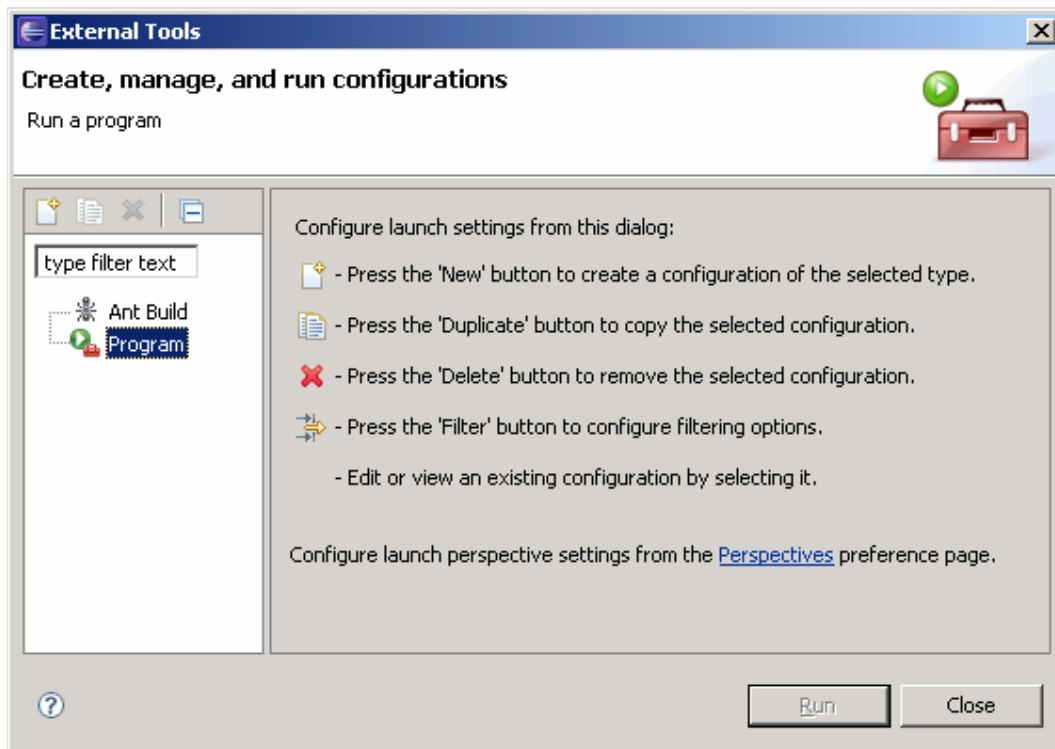 External Tools
Create, manage, and run configurations
Run a program
type filter text
Ant Build
Program
Configure launch settings from this dialog:
- Press the 'New' button to create a configuration of the selected type.
- Press the 'Duplicate' button to copy the selected configuration.
- Press the 'Delete' button to remove the selected configuration.
- Press the 'Filter' button to configure filtering options.
- Edit or view an existing configuration by selecting it.
Configure launch perspective settings from the Perspectives preference page.
Run
Close